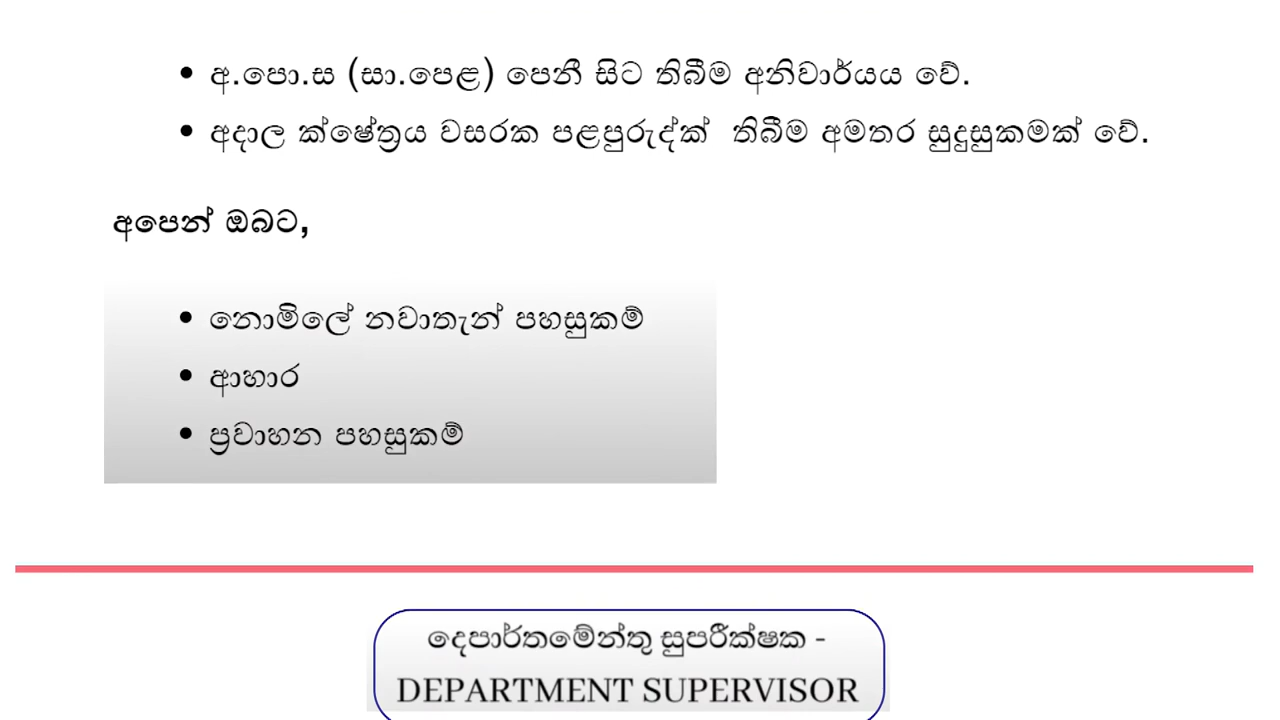 • අ.පො.ස (සා.පෙළ) පෙනී සිට තිබීම අනිවාර්යය වේ.
• අදාල ක්ෂේත්‍රය වසරක පළපුරුද්ක් තිබීම අමතර සුදුසුකමක් වේ.
අපෙන් ඔබට,
• නොමිලේ නවාතැන් පහසුකම්
• ආහාර
• ප්‍රවාහන පහසුකම්
දෙපාර්තමේන්තු සුපරීක්ෂක -
DEPARTMENT SUPERVISOR